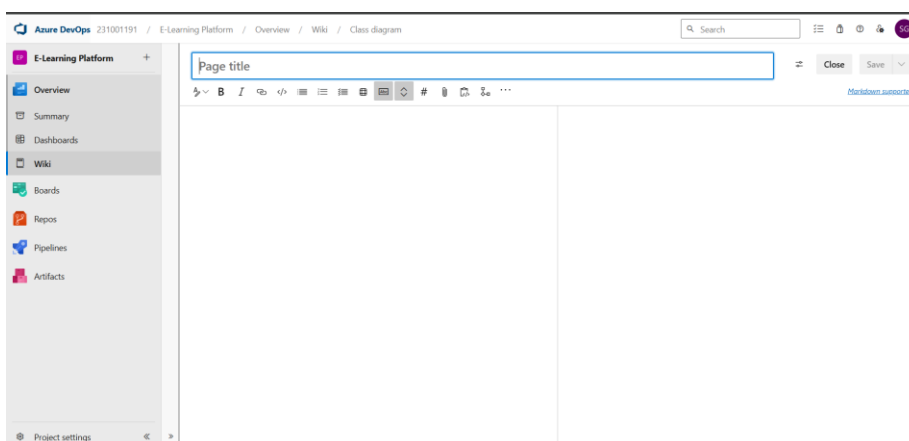 Azure DevOps 231001191 / E-Learning Platform / Overview / Wiki / Class diagram
Search
SG
EP E-Learning Platform +
Page title
Close
Save
Overview
B I </> #
Markdown supporte
Summary
Dashboards
Wiki
Boards
Repos
Pipelines
Artifacts
Project settings